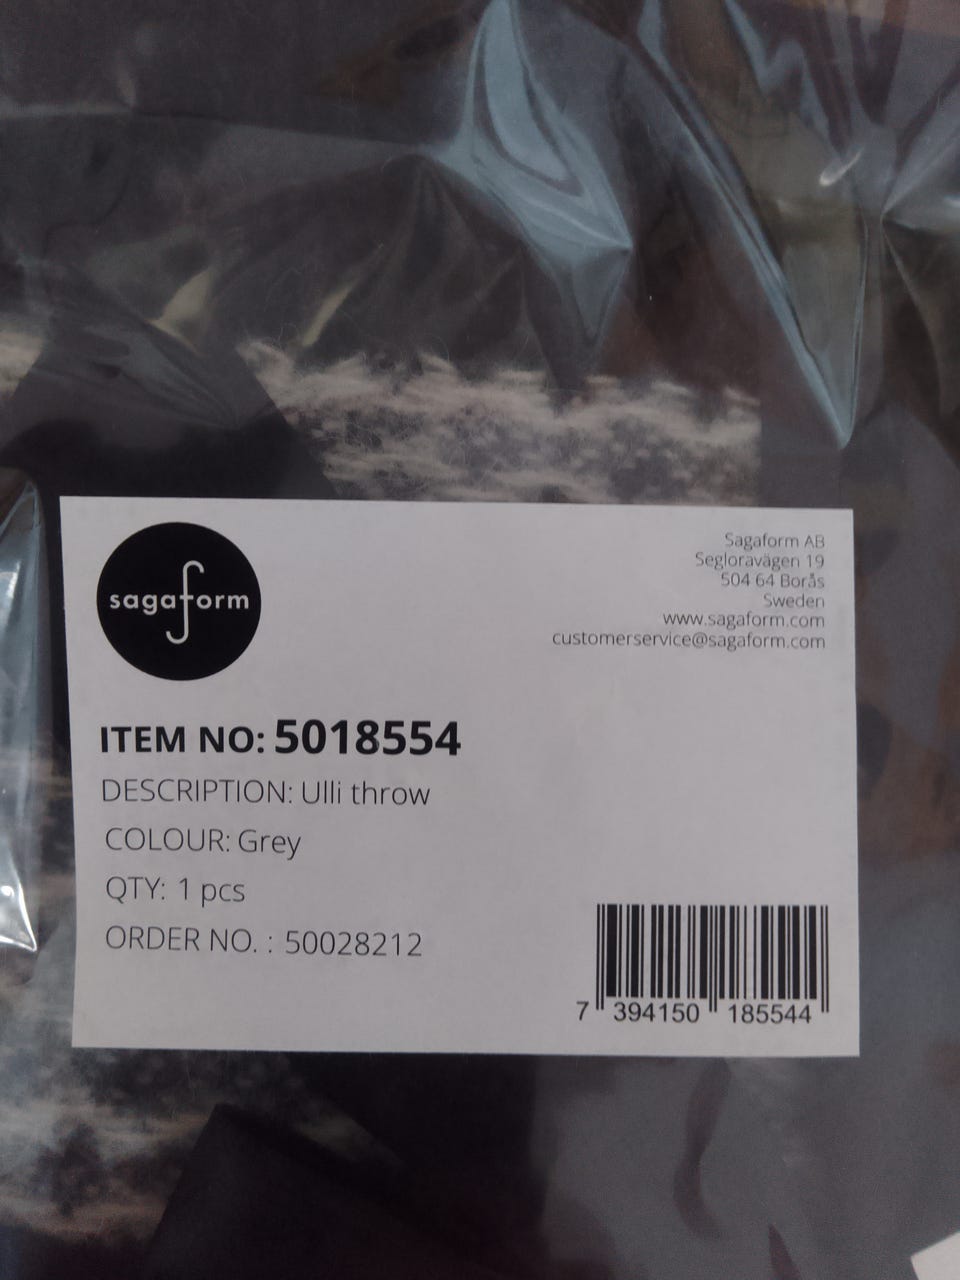 sagaform
Sagaform AB
Segloravägen 19
504 64 Borås
Sweden
www.sagaform.com
customerservice@sagaform.com
ITEM NO: 5018554
DESCRIPTION: Ulli throw
COLOUR: Grey
QTY: 1 pcs
ORDER NO. : 50028212
7 394150 185544